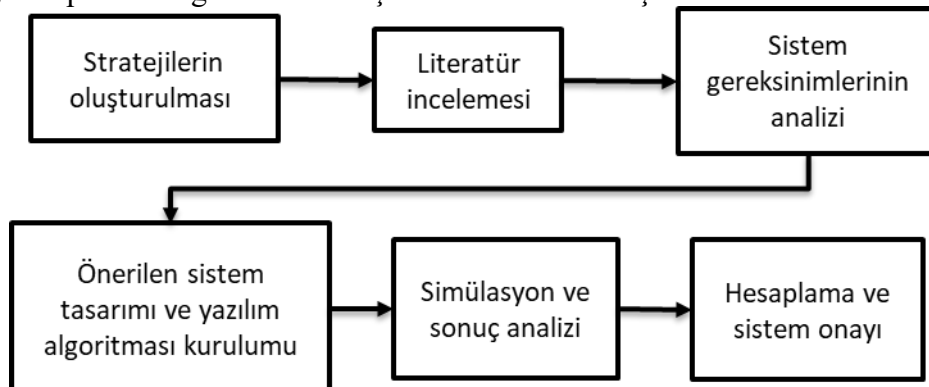 Stratejilerin
oluşturulması
Literatür
incelemesi
Sistem
gereksinimlerinin
analizi
Önerilen sistem
tasarımı ve yazılım
algoritması kurulumu
Simülasyon ve
sonuç analizi
Hesaplama ve
sistem onayı